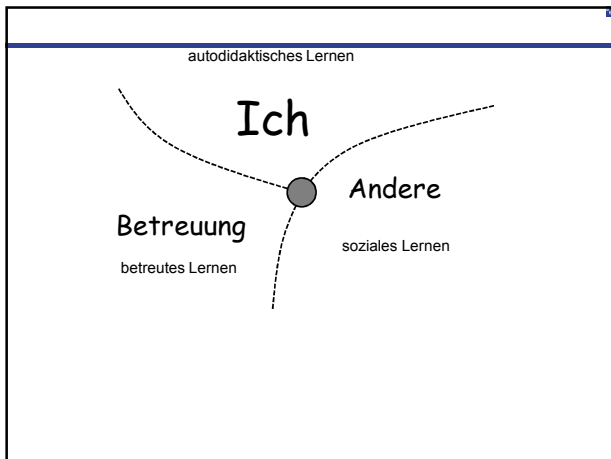 autodidaktisches Lernen
Ich
Andere
soziales Lernen
Betreuung
betreutes Lernen